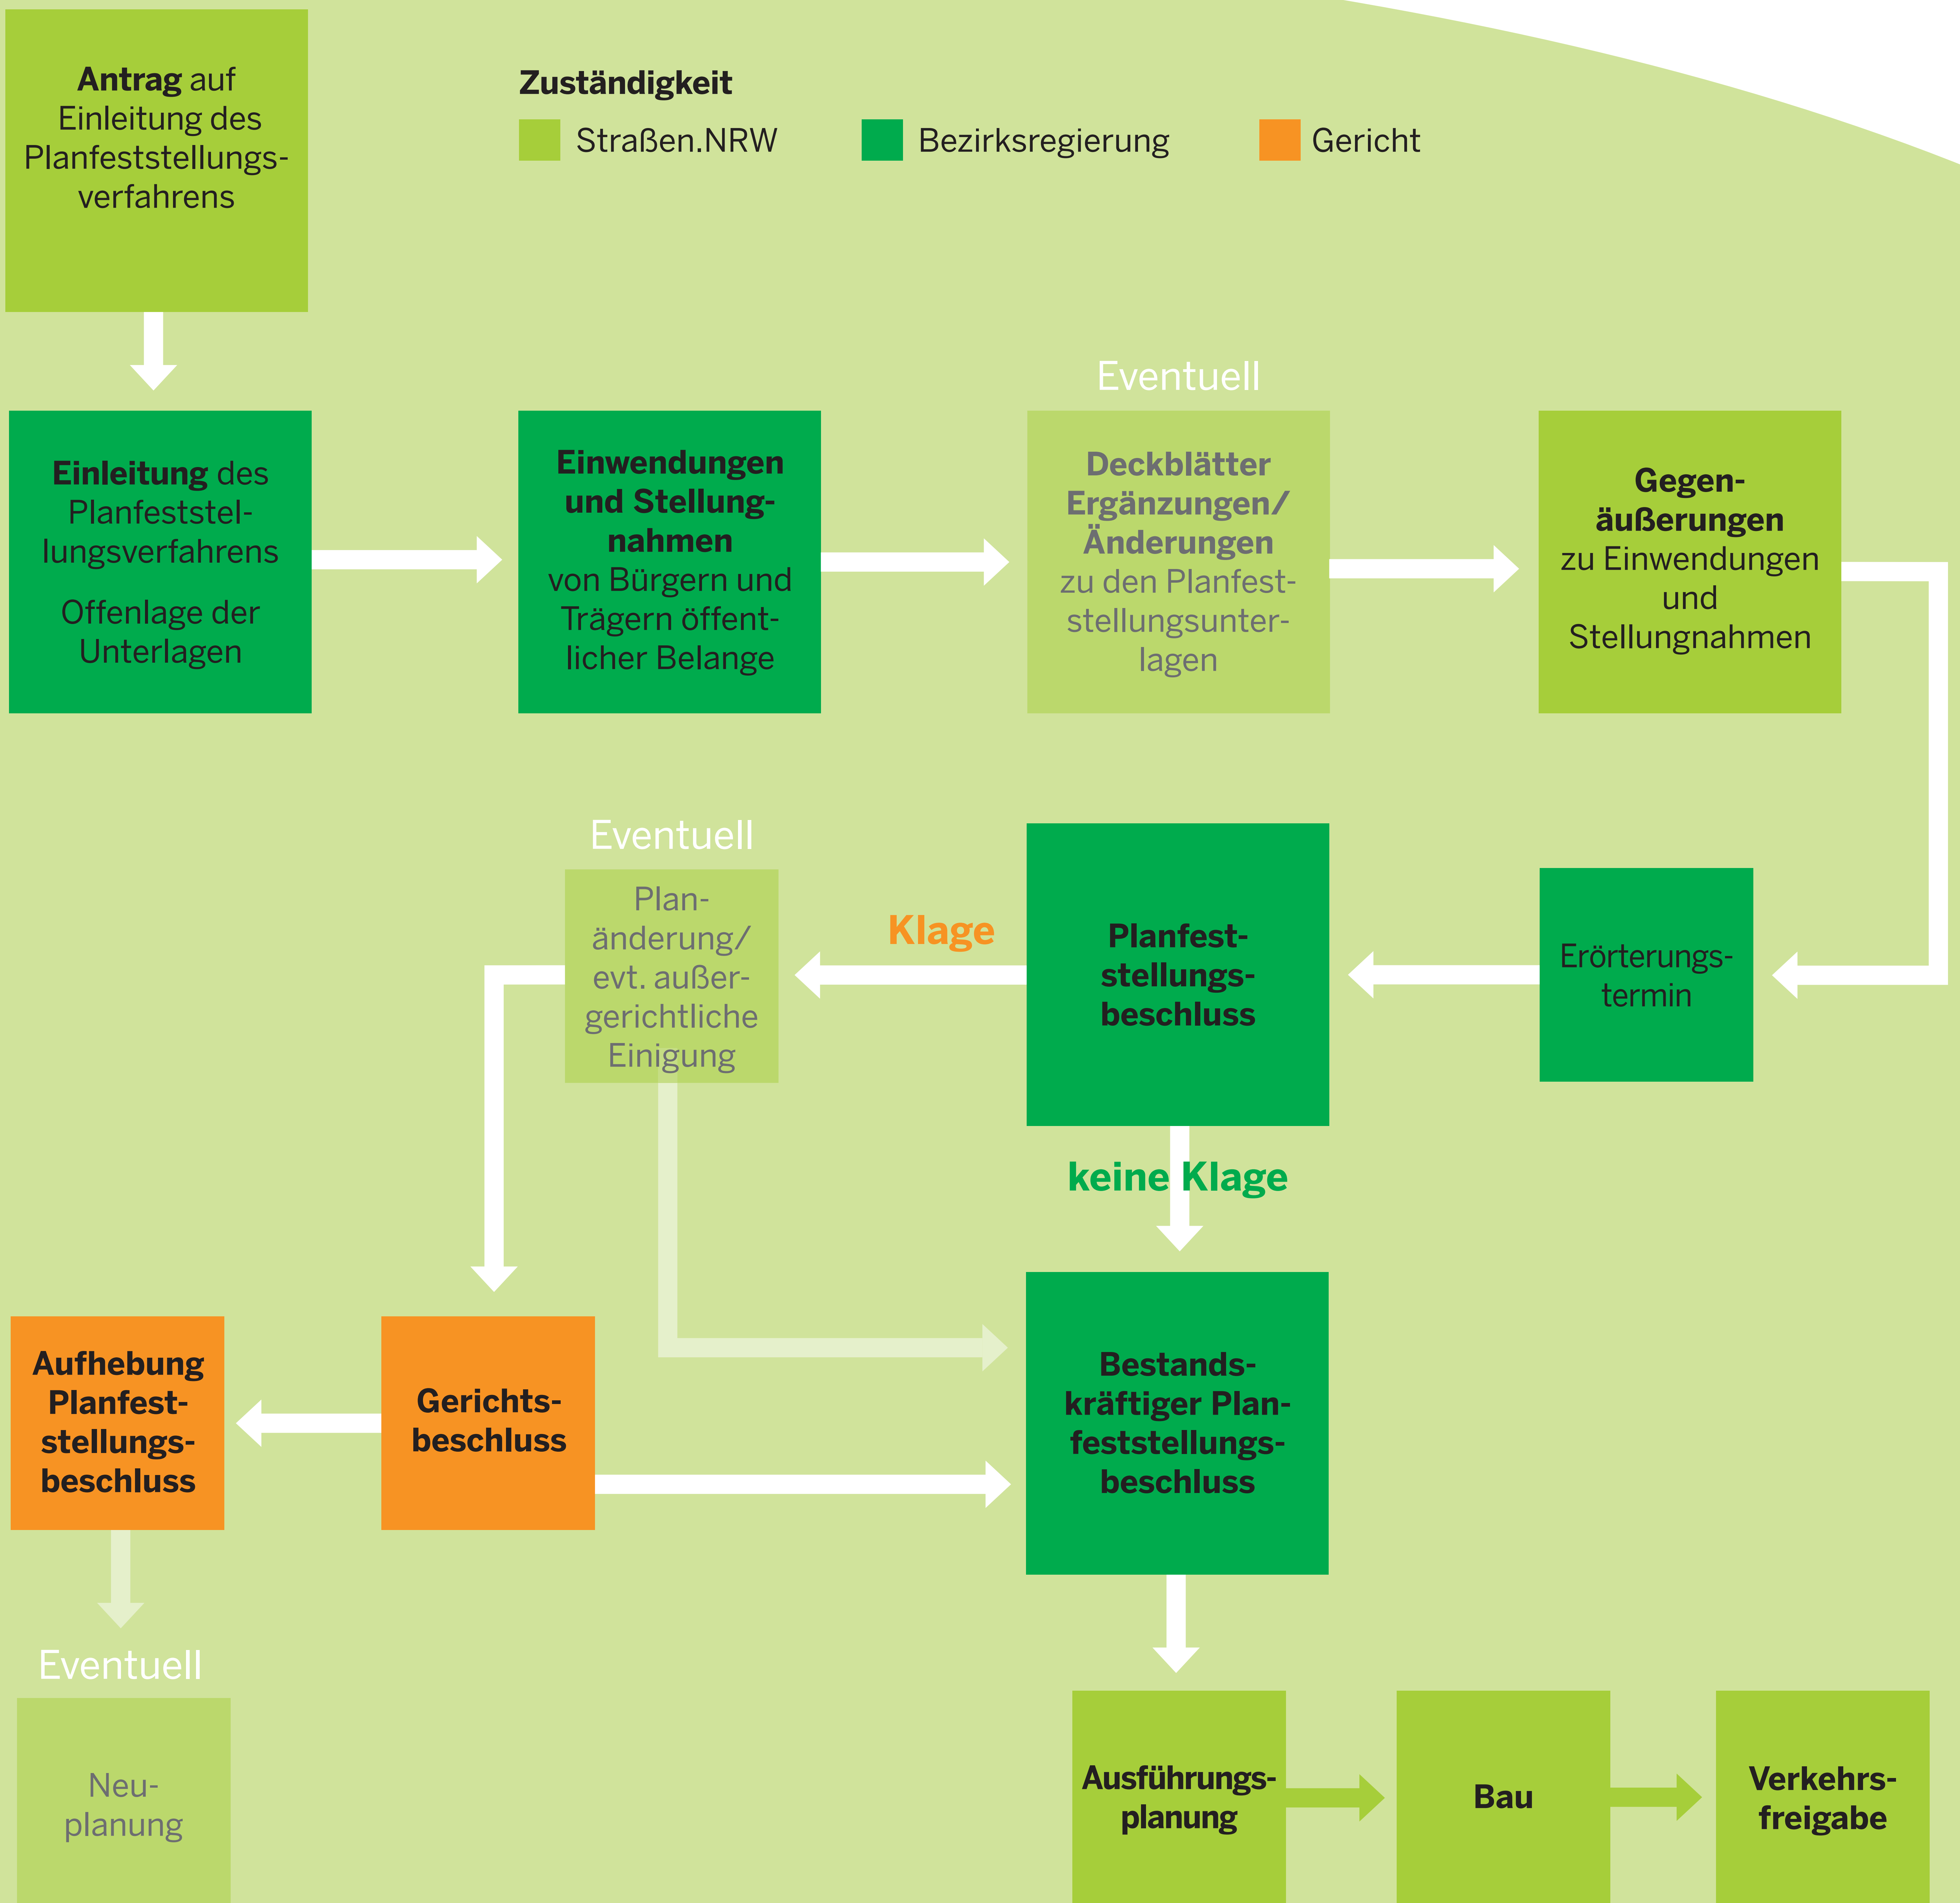 Antrag auf
Einleitung des
Planfeststellungs-
verfahrens
Zuständigkeit
Straßen.NRW
Bezirksregierung
Gericht
Einleitung des
Planfeststel-
lungsverfahrens
Offenlage der
Unterlagen
Einwendungen
und Stellung-
nahmen
von Bürgern und
Trägern öffent-
licher Belange
Eventuell
Deckblätter
Ergänzungen/
Änderungen
zu den Planfest-
stellungsunter-
lagen
Gegen-
äußerungen
zu Einwendungen
und
Stellungnahmen
Erörterungs-
termin
Planfest-
stellungs-
beschluss
Klage
Eventuell
Plan-
änderung/
evt. außer-
gerichtliche
Einigung
keine Klage
Bestands-
kräftiger Plan-
feststellungs-
beschluss
Gerichts-
beschluss
Aufhebung
Planfest-
stellungs-
beschluss
Eventuell
Neu-
planung
Ausführungs-
planung
Bau
Verkehrs-
freigabe